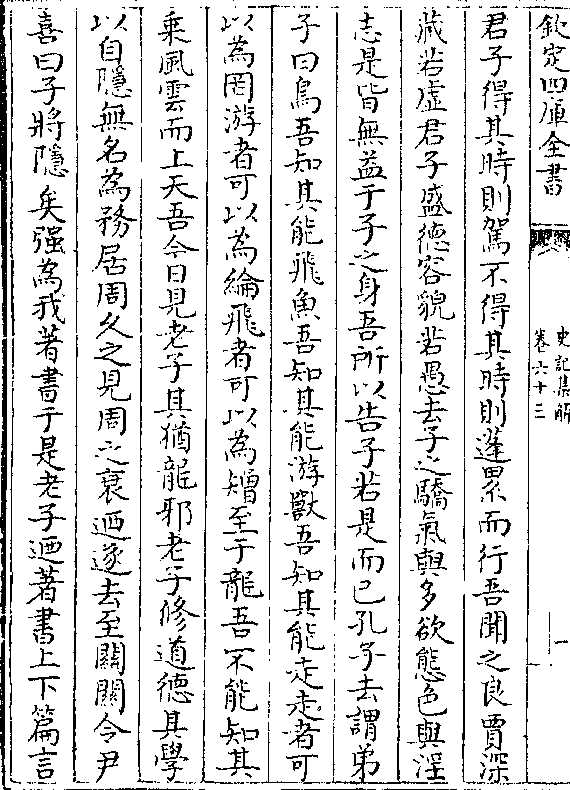 欽定四庫全書
史記集解
卷六十三
一
君子得其時則駕不得其時則蓬累而行吾聞之良賈深
藏若虛君子盛德容貌若愚去子之驕氣與多欲態色與淫
志是皆無益于子之身吾所以告子若是而已孔子去謂弟
子曰鳥吾知其能飛魚吾知其能游獸吾知其能走走者可
以為罔游者可以為綸飛者可以為矰至于龍吾不能知其
乘風雲而上天吾今日見老子其猶龍邪老子修道德其學
以自隱無名為務居周久之見周之衰迺遂去至關關令尹
喜曰子將隱矣强為我著書于是老子迺著書上下篇言